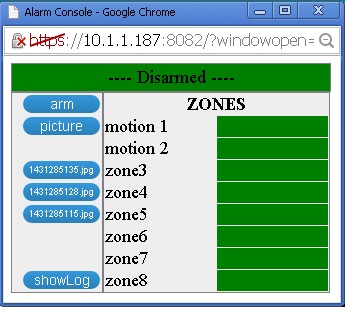 Alarm Console - Google Chrome
https://10.1.1.187:8082/?windowopen=
---- Disarmed ----
arm
ZONES
picture
motion 1
motion 2
1431285135.jpg
zone3
1431285128.jpg
zone4
1431285115.jpg
zone5
zone6
zone7
showLog
zone8